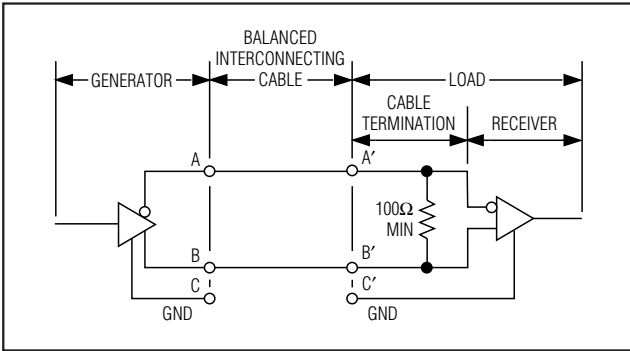 BALANCED
INTERCONNECTING
GENERATOR CABLE LOAD
CABLE
TERMINATION RECEIVER
A A′
100Ω
MIN
B B′
C C′
GND GND